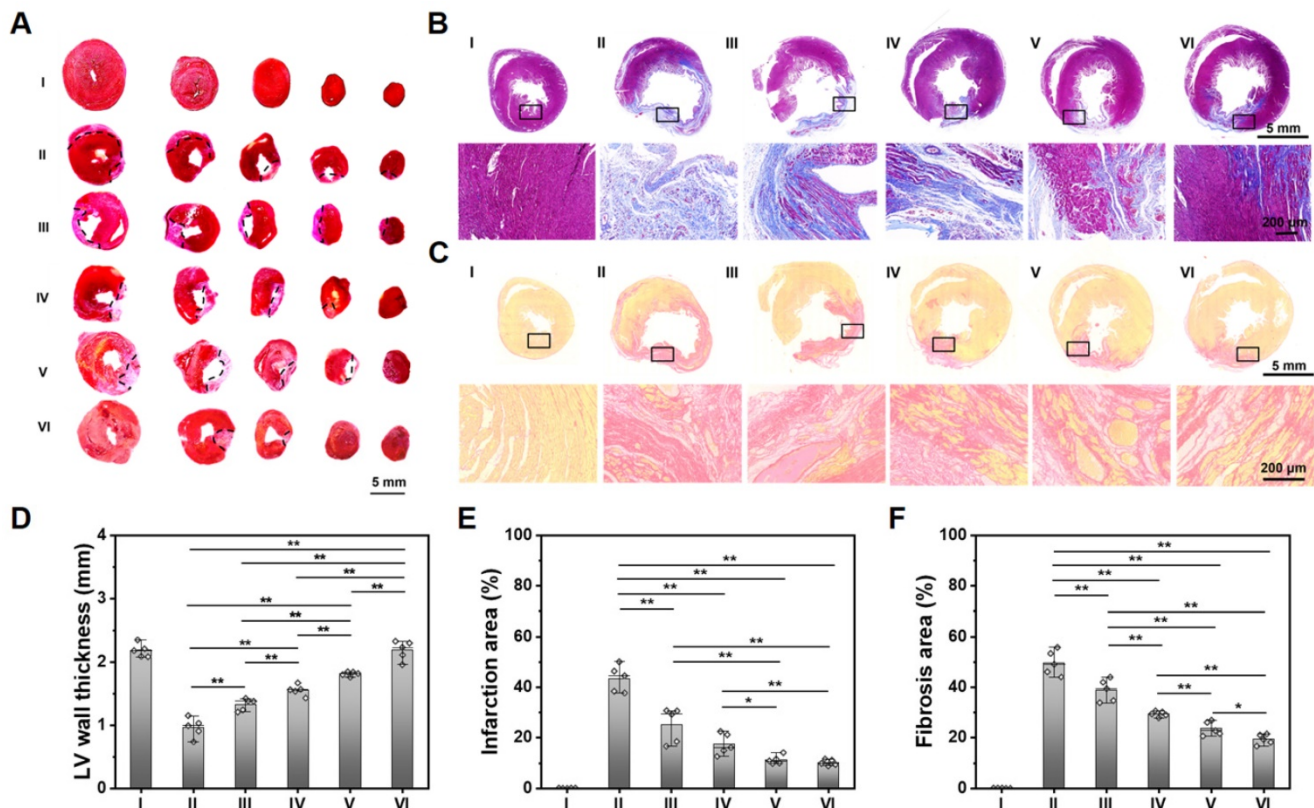 A
I
II
III
IV
V
VI
5 mm
B
I
II
III
IV
V
VI
5 mm
200 µm
C
I
II
III
IV
V
VI
5 mm
200 µm
D
LV wall thickness (mm)
4
3
2
1
0
**
**
**
**
**
**
**
**
**
**
**
I
II
III
IV
V
VI
E
Infarction area (%)
100
80
60
40
20
0
**
**
**
**
**
**
**
*
I
II
III
IV
V
VI
F
Fibrosis area (%)
100
80
60
40
20
0
**
**
**
**
**
**
**
**
**
*
I
II
III
IV
V
VI